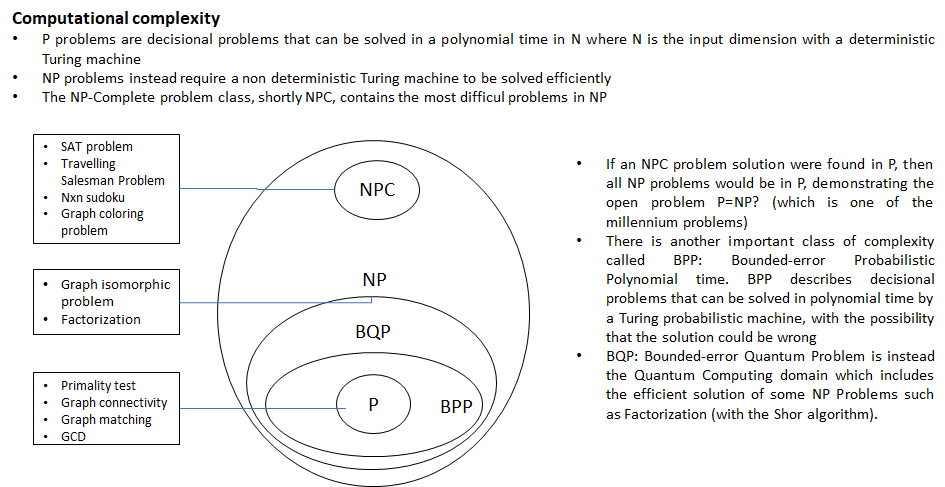 Computational complexity
• P problems are decisional problems that can be solved in a polynomial time in N where N is the input dimension with a deterministic
Turing machine
• NP problems instead require a non deterministic Turing machine to be solved efficiently
• The NP-Complete problem class, shortly NPC, contains the most difficul problems in NP
• SAT problem
• Travelling
Salesman Problem
• Nxn sudoku
• Graph coloring
problem
• Graph isomorphic
problem
• Factorization
• Primality test
• Graph connectivity
• Graph matching
• GCD
NPC
NP
BQP
P
BPP
• If an NPC problem solution were found in P, then
all NP problems would be in P, demonstrating the
open problem P=NP? (which is one of the
millennium problems)
• There is another important class of complexity
called BPP: Bounded-error Probabilistic
Polynomial time. BPP describes decisional
problems that can be solved in polynomial time by
a Turing probabilistic machine, with the possibility
that the solution could be wrong
• BQP: Bounded-error Quantum Problem is instead
the Quantum Computing domain which includes
the efficient solution of some NP Problems such
as Factorization (with the Shor algorithm).